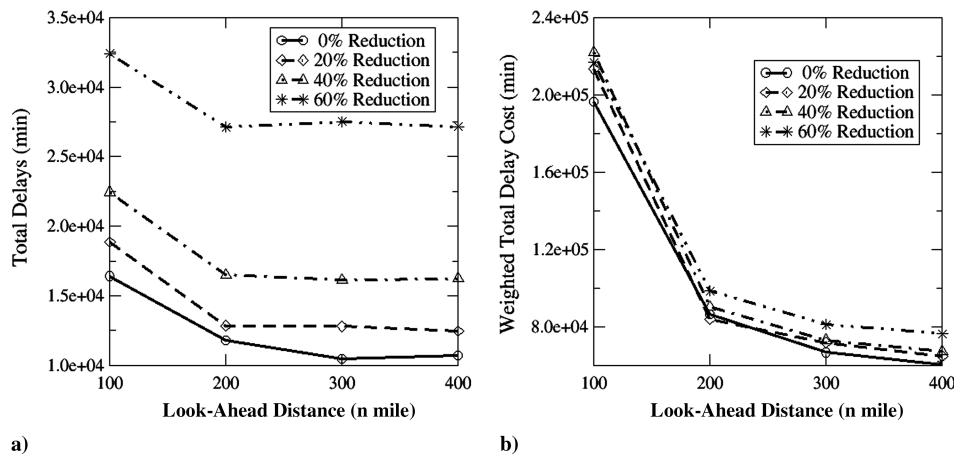 3.5e+04
3.0e+04
2.5e+04
2.0e+04
1.5e+04
1.0e+04
Total Delays (min)
0% Reduction
20% Reduction
40% Reduction
60% Reduction
100 200 300 400
Look-Ahead Distance (n mile)
a)
2.4e+05
2.0e+05
1.6e+05
1.2e+05
8.0e+04
Weighted Total Delay Cost (min)
0% Reduction
20% Reduction
40% Reduction
60% Reduction
100 200 300 400
Look-Ahead Distance (n mile)
b)